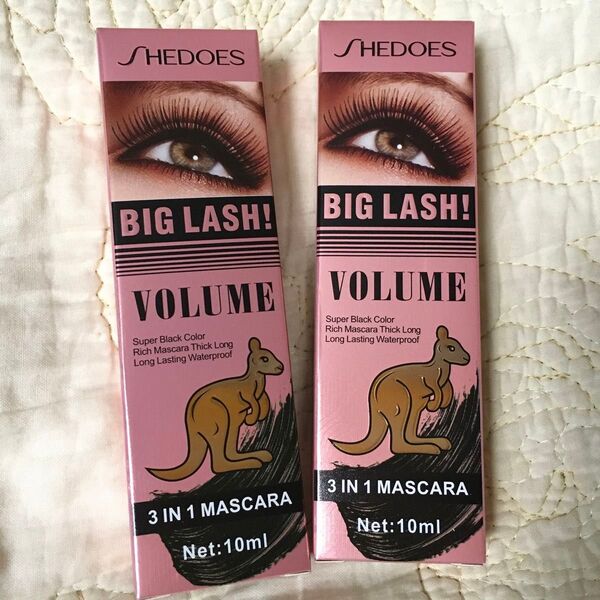 SHEDOES
BIG LASH!
VOLUME
Super Black Color
Rich Mascara Thick Long
Long Lasting Waterproof
3 IN 1 MASCARA
Net:10ml
SHEDOES
BIG LASH!
VOLUME
Super Black Color
Rich Mascara Thick Long
Long Lasting Waterproof
3 IN 1 MASCARA
Net:10ml